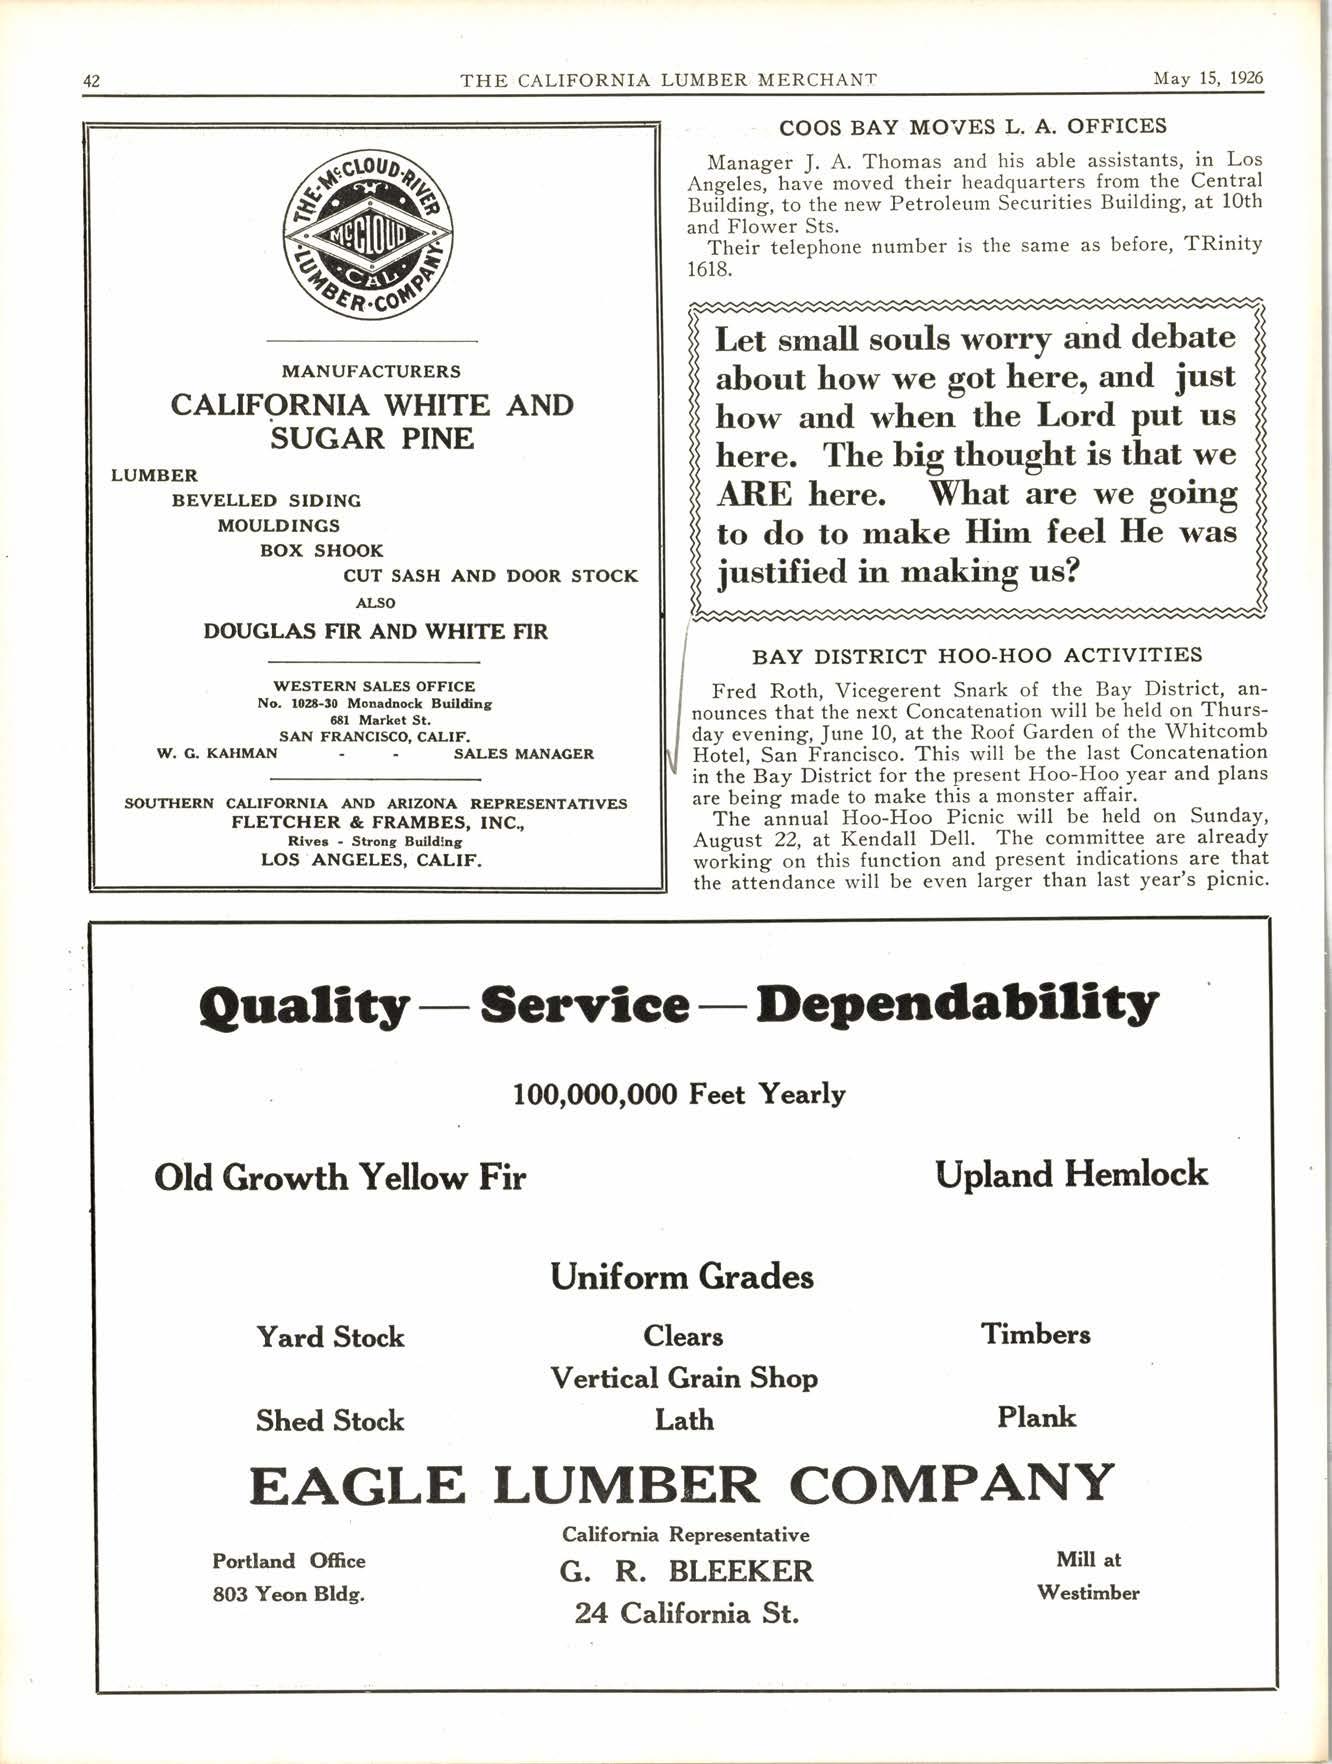 42
THE CALIFORNIA LUMBER MERCHANT
May 15, 1926
THE·McCLOUD·RIVER
McCLOUD
·CAL·
·LUMBER·COMPANY·
MANUFACTURERS
CALIFORNIA WHITE AND
SUGAR PINE
LUMBER
BEVELLED SIDING
MOULDINGS
BOX SHOOK
CUT SASH AND DOOR STOCK
ALSO
DOUGLAS FIR AND WHITE FIR
WESTERN SALES OFFICE
No. 1028-30 Monadnock Building
681 Market St.
SAN FRANCISCO, CALIF.
W. G. KAHMAN - - SALES MANAGER
SOUTHERN CALIFORNIA AND ARIZONA REPRESENTATIVES
FLETCHER & FRAMBES, INC.,
Rives - Strong Building
LOS ANGELES, CALIF.
COOS BAY MOVES L. A. OFFICES
Manager J. A. Thomas and his able assistants, in Los
Angeles, have moved their headquarters from the Central
Building, to the new Petroleum Securities Building, at 10th
and Flower Sts.
Their telephone number is the same as before, TRinity
1618.
Let small souls worry and debate
about how we got here, and just
how and when the Lord put us
here. The big thought is that we
ARE here. What are we going
to do to make Him feel He was
justified in making us?
BAY DISTRICT HOO-HOO ACTIVITIES
Fred Roth, Vicegerent Snark of the Bay District, an-
nounces that the next Concatenation will be held on Thurs-
day evening, June 10, at the Roof Garden of the Whitcomb
Hotel, San Francisco. This will be the last Concatenation
in the Bay District for the present Hoo-Hoo year and plans
are being made to make this a monster affair.
The annual Hoo-Hoo Picnic will be held on Sunday,
August 22, at Kendall Dell. The committee are already
working on this function and present indications are that
the attendance will be even larger than last year's picnic.
Quality — Service — Dependability
100,000,000 Feet Yearly
Old Growth Yellow Fir Upland Hemlock
Uniform Grades
Yard Stock Clears Timbers
Vertical Grain Shop
Shed Stock Lath Plank
EAGLE LUMBER COMPANY
California Representative
Portland Office G. R. BLEEKER Mill at
803 Yeon Bldg. 24 California St. Westimber